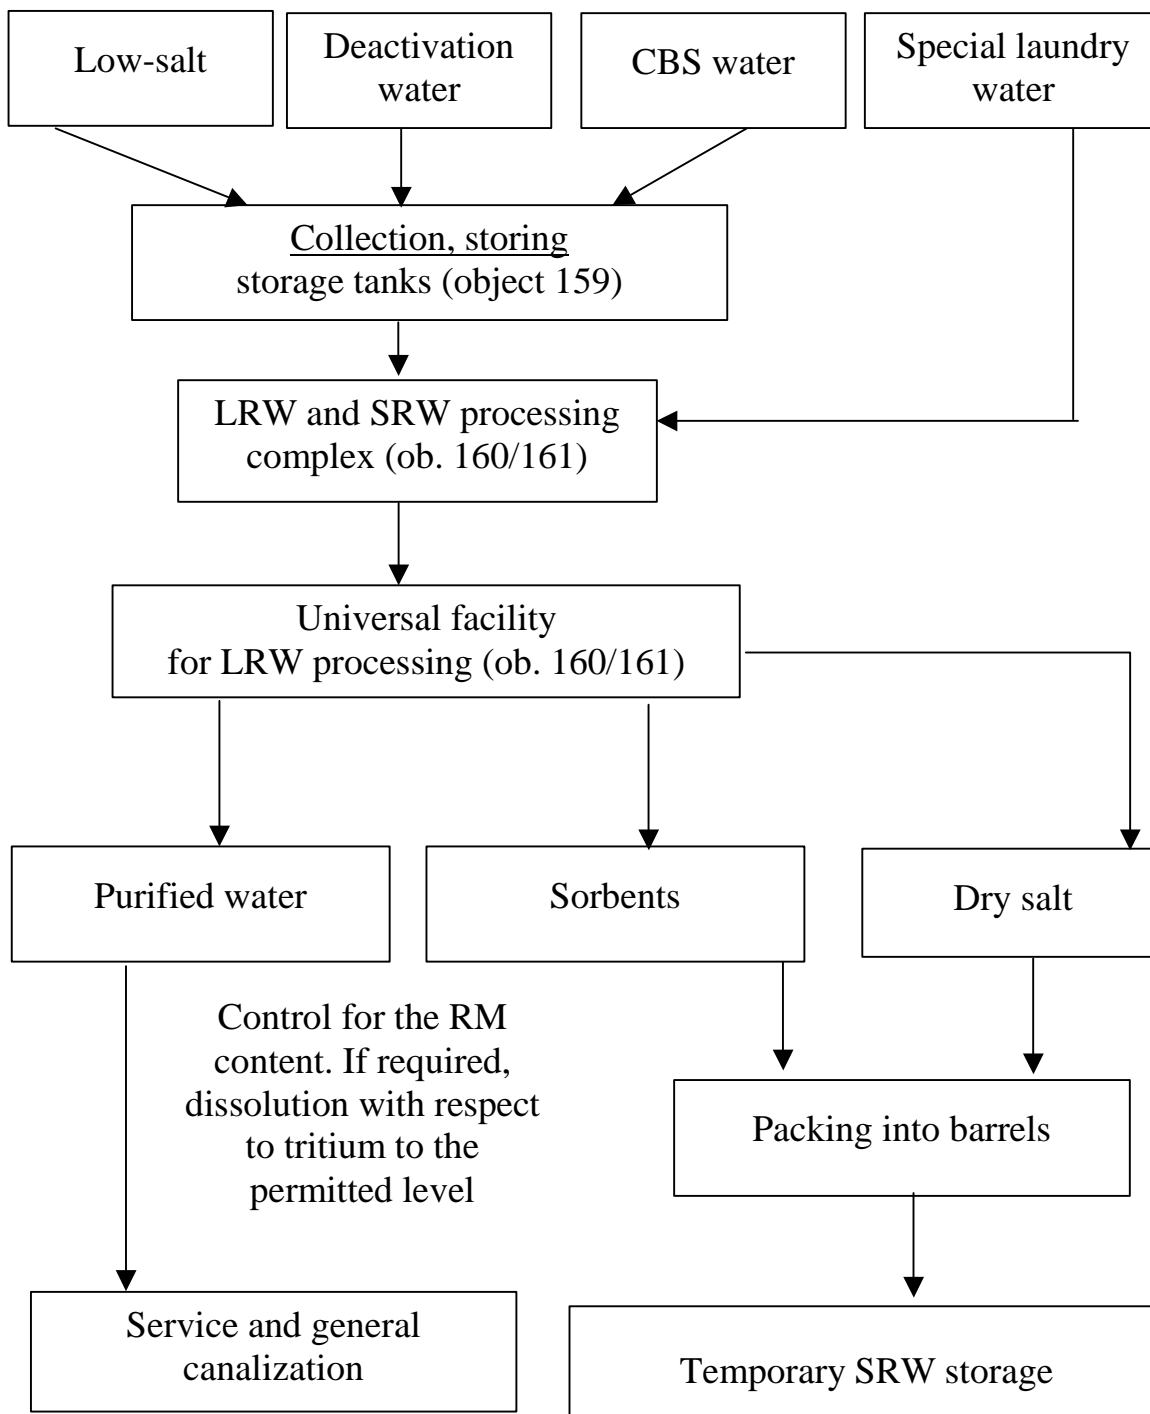 Low-salt
Deactivation
water
CBS water
Special laundry
water
Collection, storing
storage tanks (object 159)
LRW and SRW processing
complex (ob. 160/161)
Universal facility
for LRW processing (ob. 160/161)
Purified water
Sorbents
Dry salt
Control for the RM
content. If required,
dissolution with respect
to tritium to the
permitted level
Packing into barrels
Service and general
canalization
Temporary SRW storage